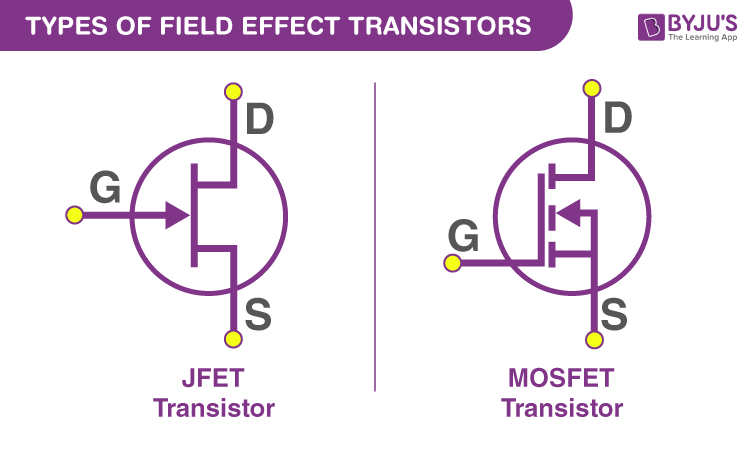 TYPES OF FIELD EFFECT TRANSISTORS
BYJU'S
The Learning App
D
G
S
JFET
Transistor
D
G
S
MOSFET
Transistor